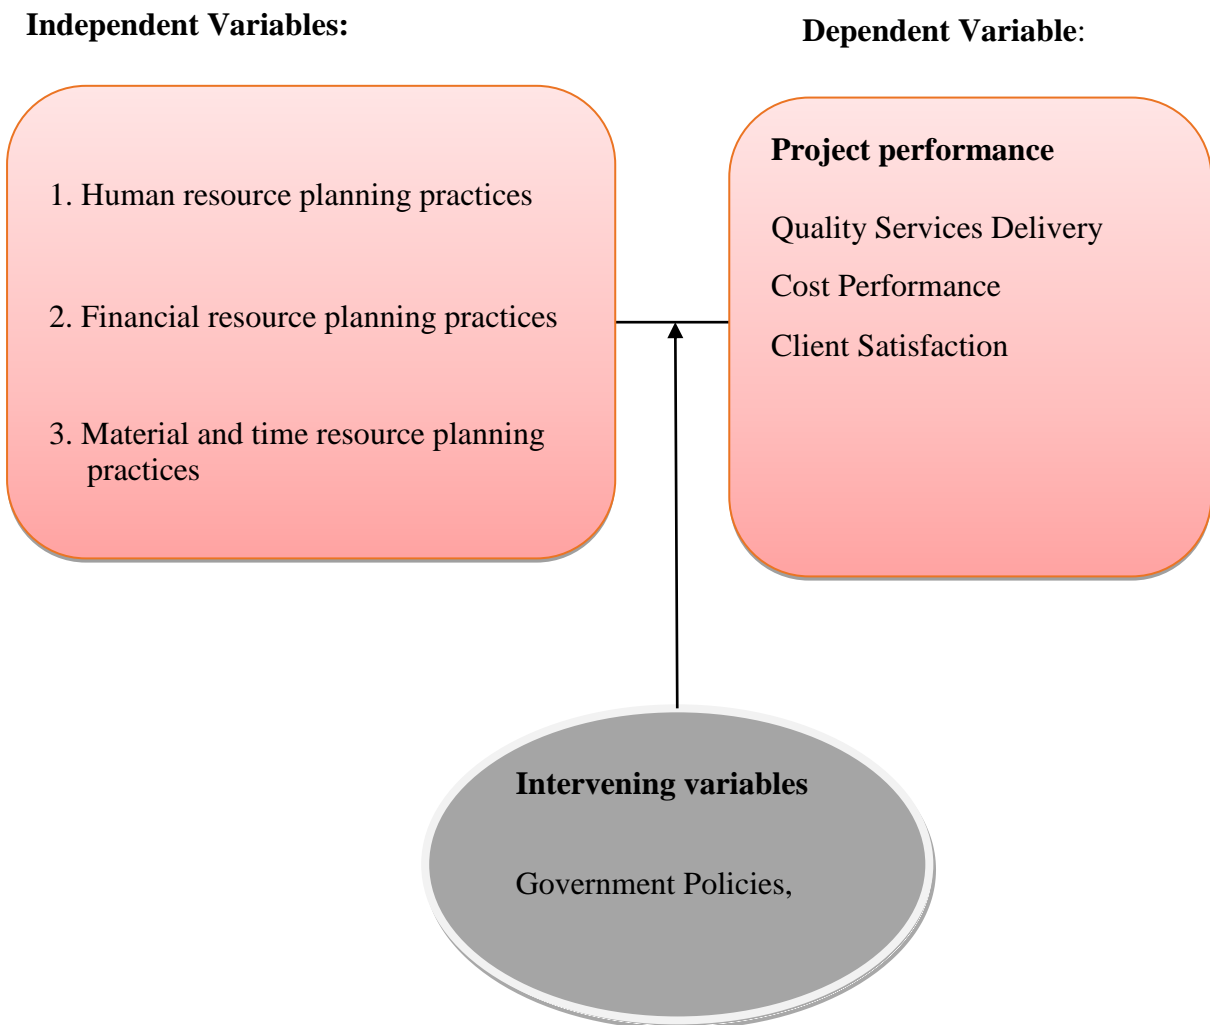 Independent Variables:
Dependent Variable:
1. Human resource planning practices
2. Financial resource planning practices
3. Material and time resource planning
practices
Project performance
Quality Services Delivery
Cost Performance
Client Satisfaction
Intervening variables
Government Policies,